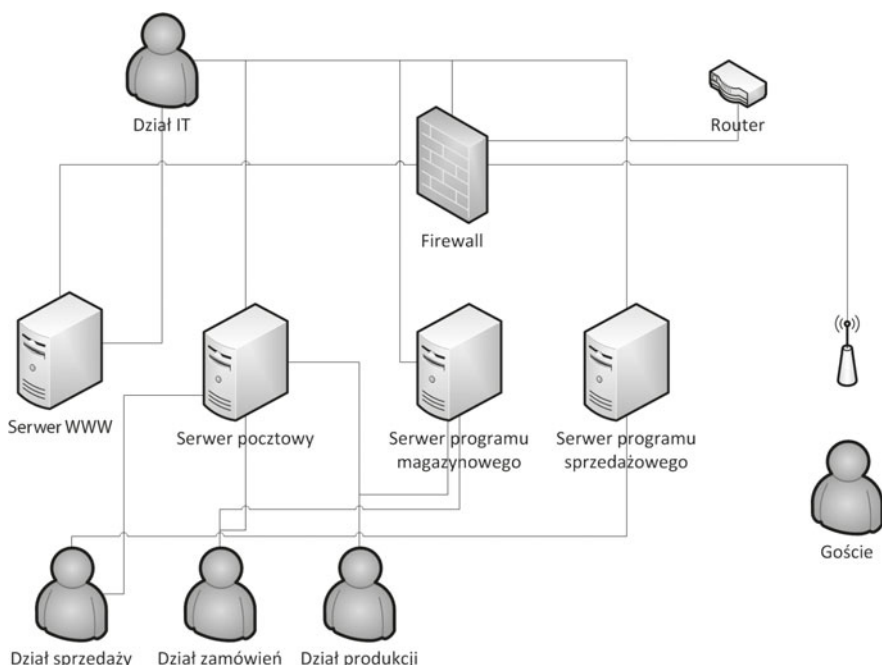 Dział IT
Router
Firewall
Serwer WWW
Serwer pocztowy
Serwer programu
magazynowego
Serwer programu
sprzedażowego
Goście
Dział sprzedaży
Dział zamówień
Dział produkcji